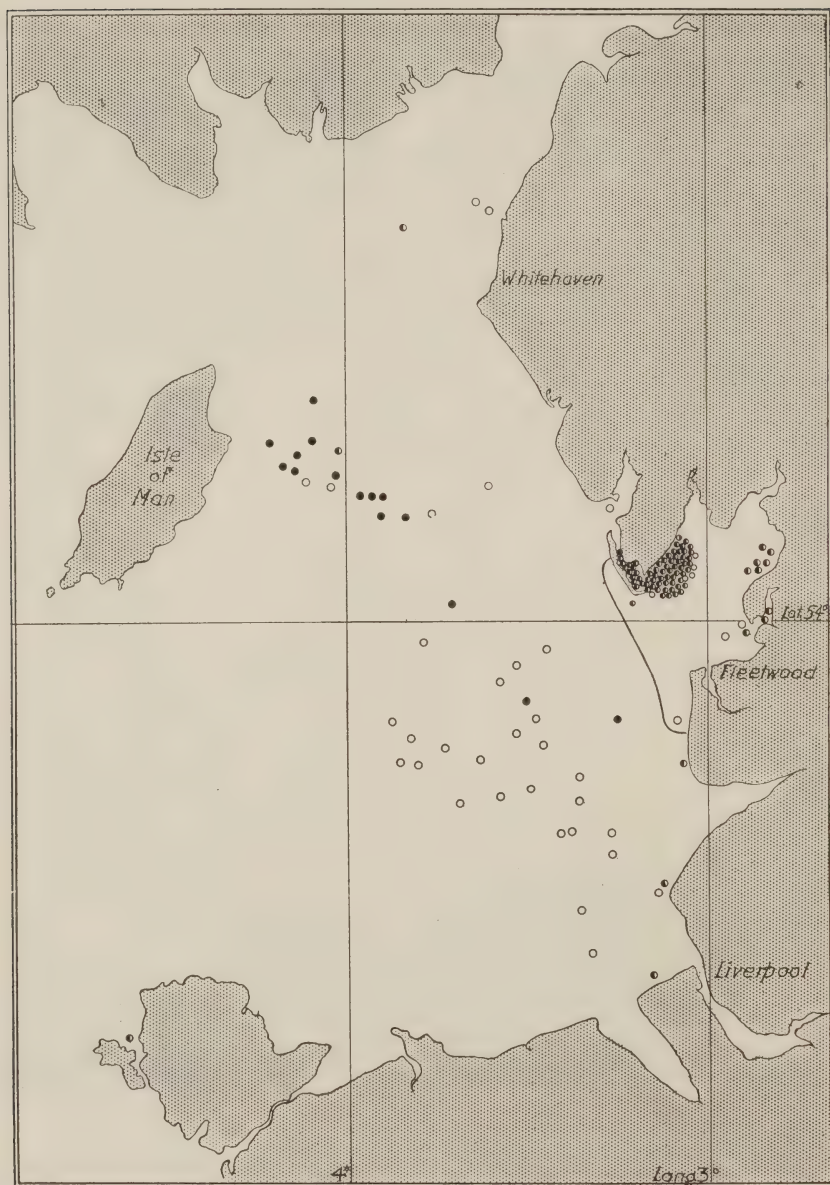 Whitehaven
Isle
of
Man
Lat 54°
Fleetwood
Liverpool
4°
Long 3°